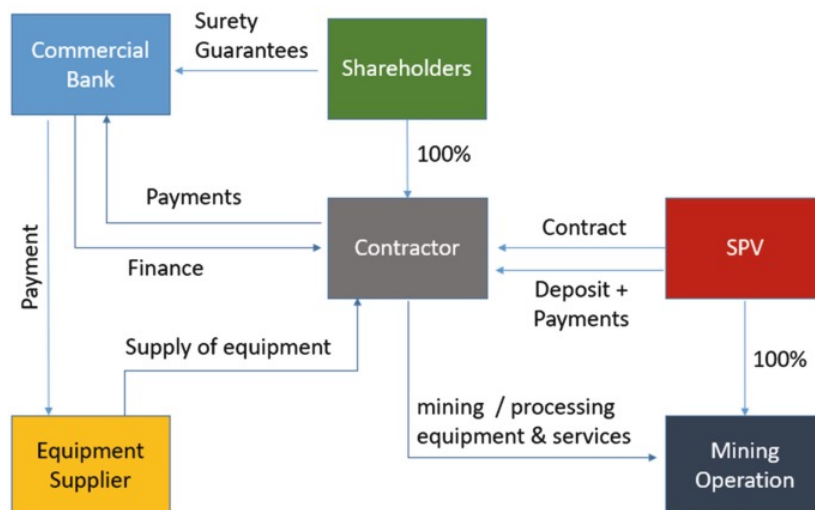 Surety
Guarantees
Commercial
Bank
Shareholders
100%
Payments
Contractor
Contract
SPV
Finance
Deposit +
Payments
Payment
Supply of equipment
100%
mining / processing
equipment & services
Equipment
Supplier
Mining
Operation